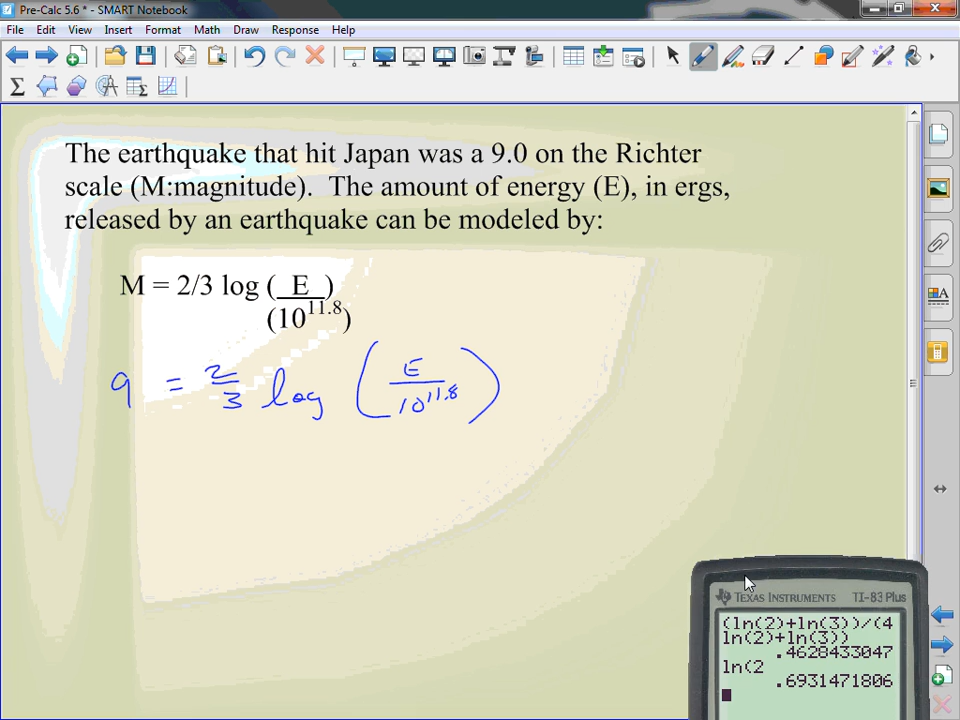 Pre-Calc 5.6 * - SMART Notebook
File Edit View Insert Format Math Draw Response Help
The earthquake that hit Japan was a 9.0 on the Richter
scale (M:magnitude). The amount of energy (E), in ergs,
released by an earthquake can be modeled by:
M = 2/3 log ( E )
(10^11.8)
9 = 2/3 log (E/10^11.8)
TEXAS INSTRUMENTS TI-83 Plus
(ln(2)+ln(3))/(4
ln(2)+ln(3))
.4628433047
ln(2
.6931471806